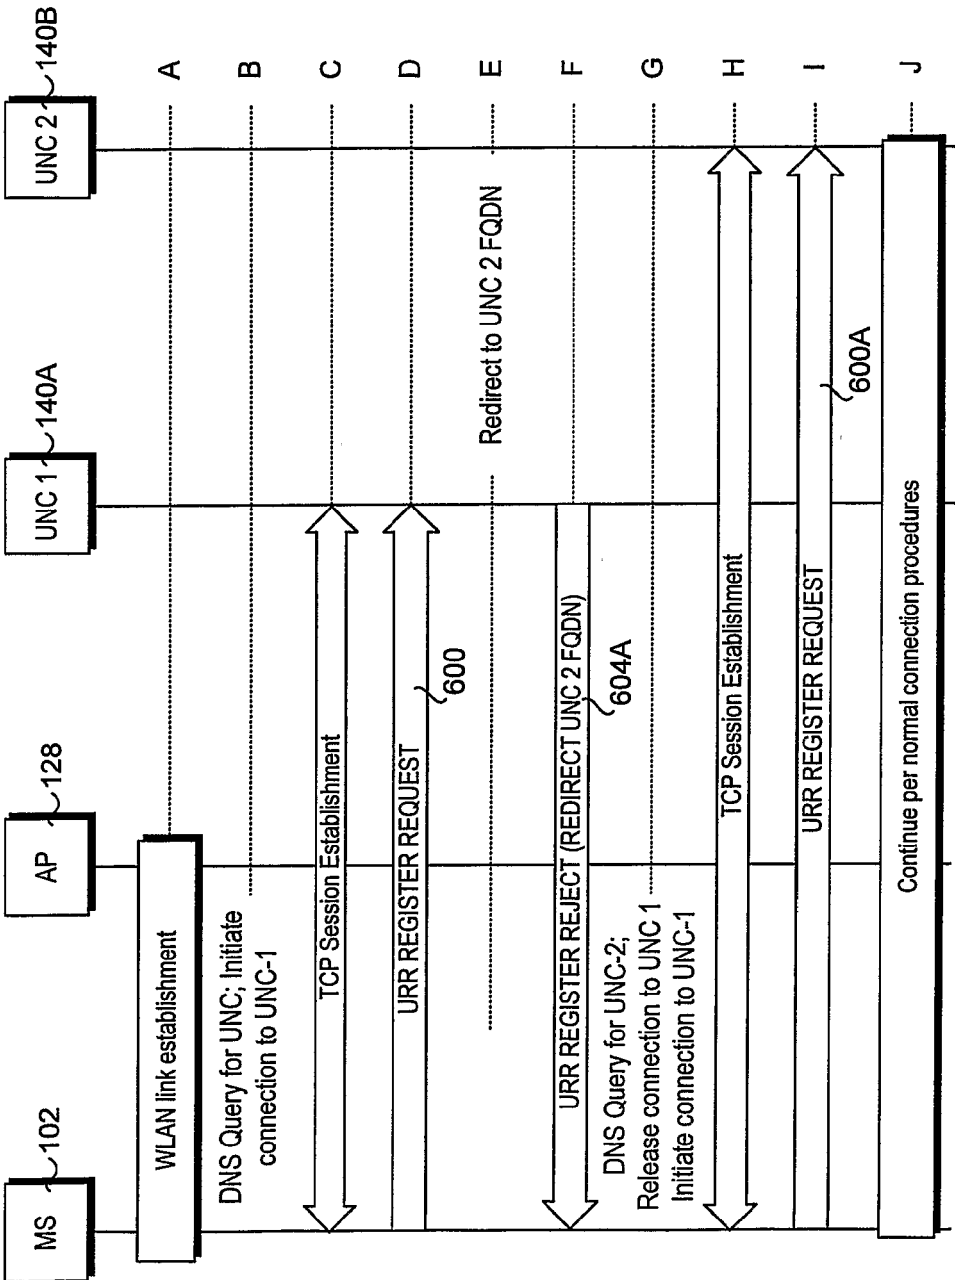 MS 102
AP 128
UNC 1 140A
UNC 2 140B
WLAN link establishment
A
DNS Query for UNC; Initiate
connection to UNC-1
B
TCP Session Establishment
C
URR REGISTER REQUEST
600
D
Redirect to UNC 2 FQDN
E
URR REGISTER REJECT (REDIRECT UNC 2 FQDN)
604A
F
DNS Query for UNC-2;
Release connection to UNC 1
Initiate connection to UNC-1
G
TCP Session Establishment
H
URR REGISTER REQUEST
600A
I
Continue per normal connection procedures
J